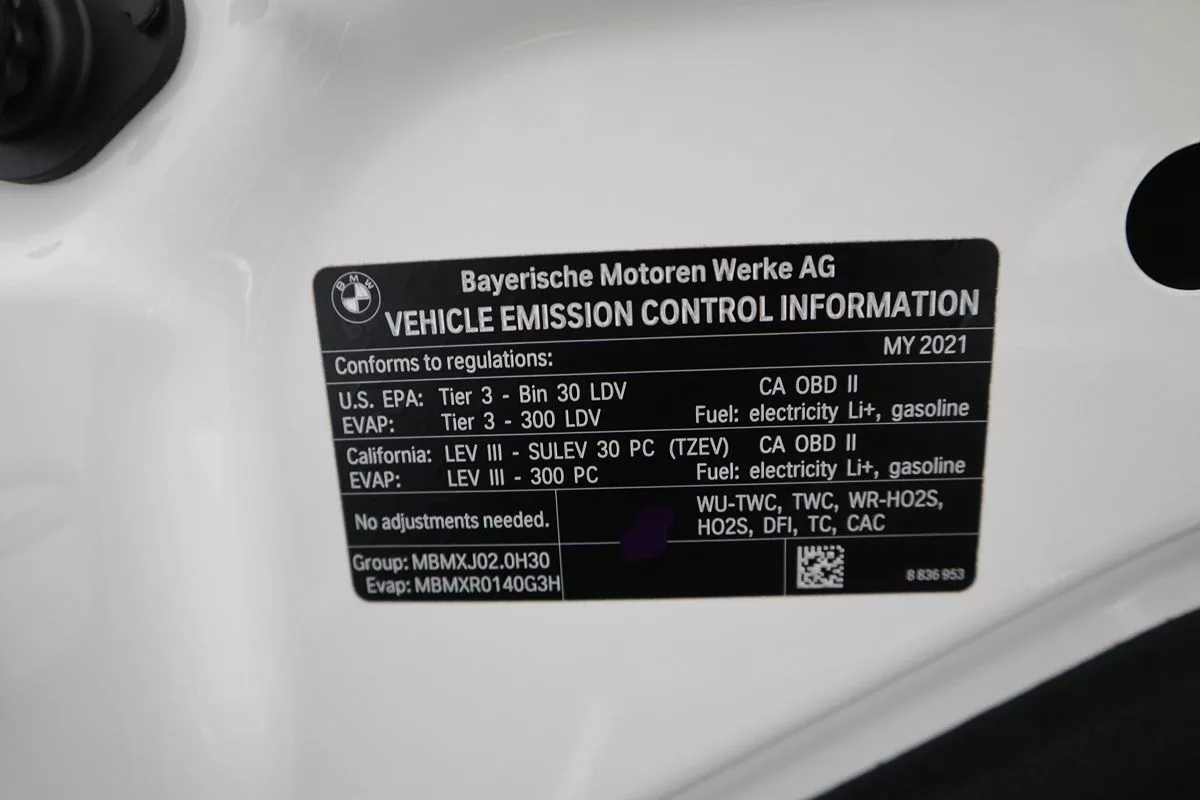 BMW
Bayerische Motoren Werke AG
VEHICLE EMISSION CONTROL INFORMATION
Conforms to regulations: MY 2021
U.S. EPA: Tier 3 - Bin 30 LDV CA OBD II
EVAP: Tier 3 - 300 LDV Fuel: electricity Li+, gasoline
California: LEV III - SULEV 30 PC (TZEV) CA OBD II
EVAP: LEV III - 300 PC Fuel: electricity Li+, gasoline
No adjustments needed.
WU-TWC, TWC, WR-HO2S,
HO2S, DFI, TC, CAC
Group: MBMXJ02.0H30
Evap: MBMXR0140G3H
8 836 953